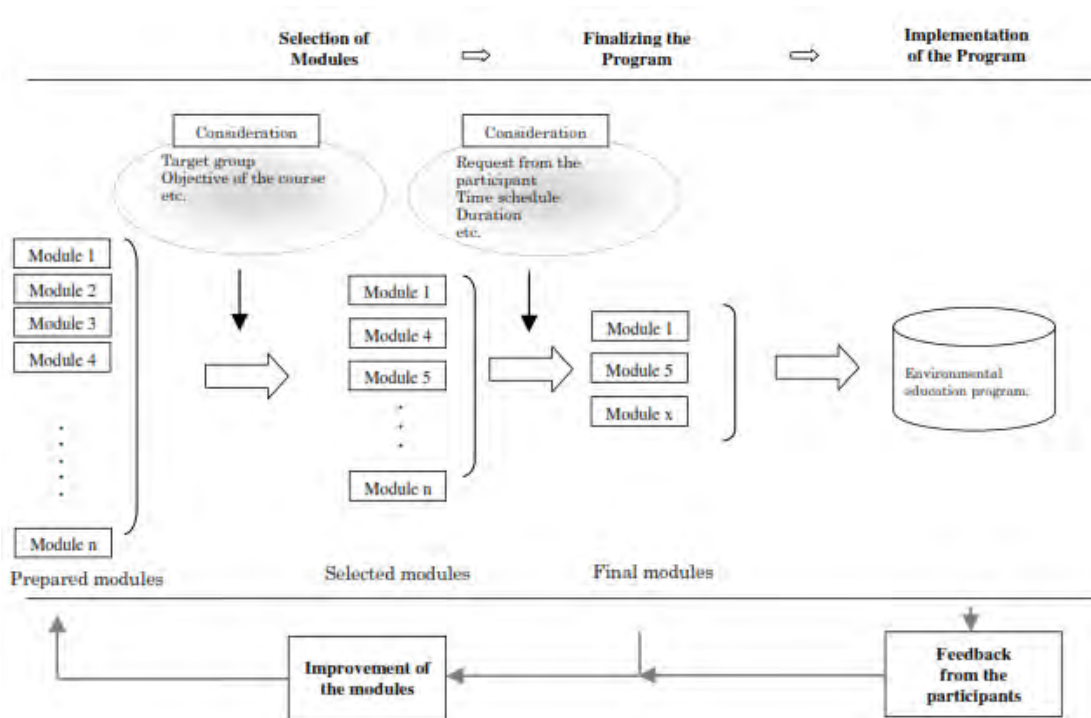 Selection of
Modules
⇨
Finalizing the
Program
⇨
Implementation
of the Program
Consideration
Target group
Objective of the course
etc.
Consideration
Request from the
participant
Time schedule
Duration
etc.
Module 1
Module 2
Module 3
Module 4
Module n
Prepared modules
Module 1
Module 4
Module 5
Module n
Selected modules
Module 1
Module 5
Module x
Final modules
Environmental
education program.
Improvement of
the modules
Feedback
from the
participants